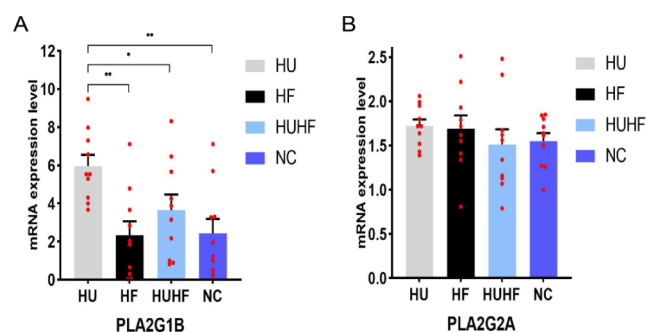 A
mRNA expression level
10
8
6
4
2
0
**
*
**
HU HF HUHF NC
PLA2G1B
HU
HF
HUHF
NC
B
mRNA expression level
2.5
2.0
1.5
1.0
0.5
0.0
HU HF HUHF NC
PLA2G2A
HU
HF
HUHF
NC